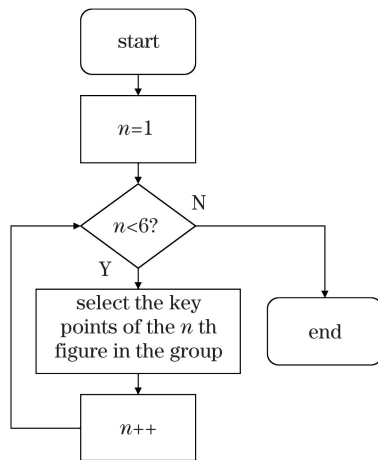 start
n=1
n<6?
N
Y
select the key
points of the n th
figure in the group
end
n++